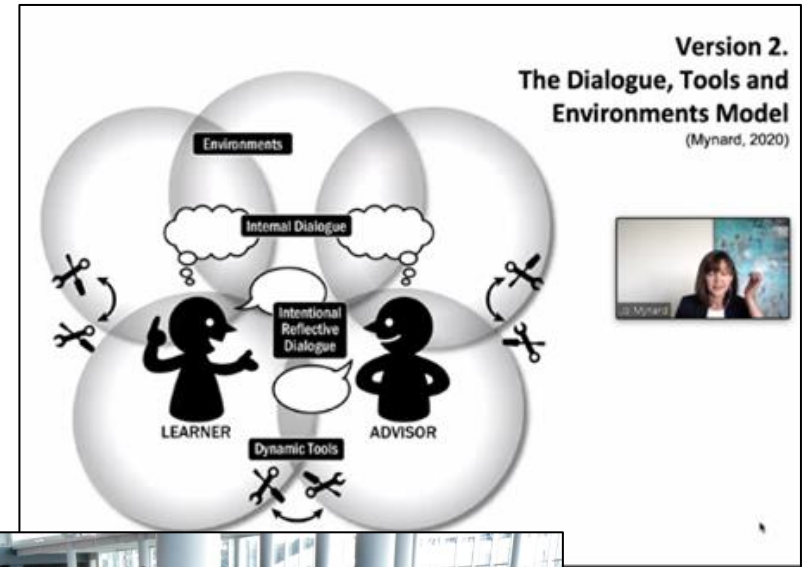 Version 2.
The Dialogue, Tools and
Environments Model
(Mynard, 2020)
Environments
Internal Dialogue
Intentional
Reflective
Dialogue
LEARNER
ADVISOR
Dynamic Tools
Jo Mynard